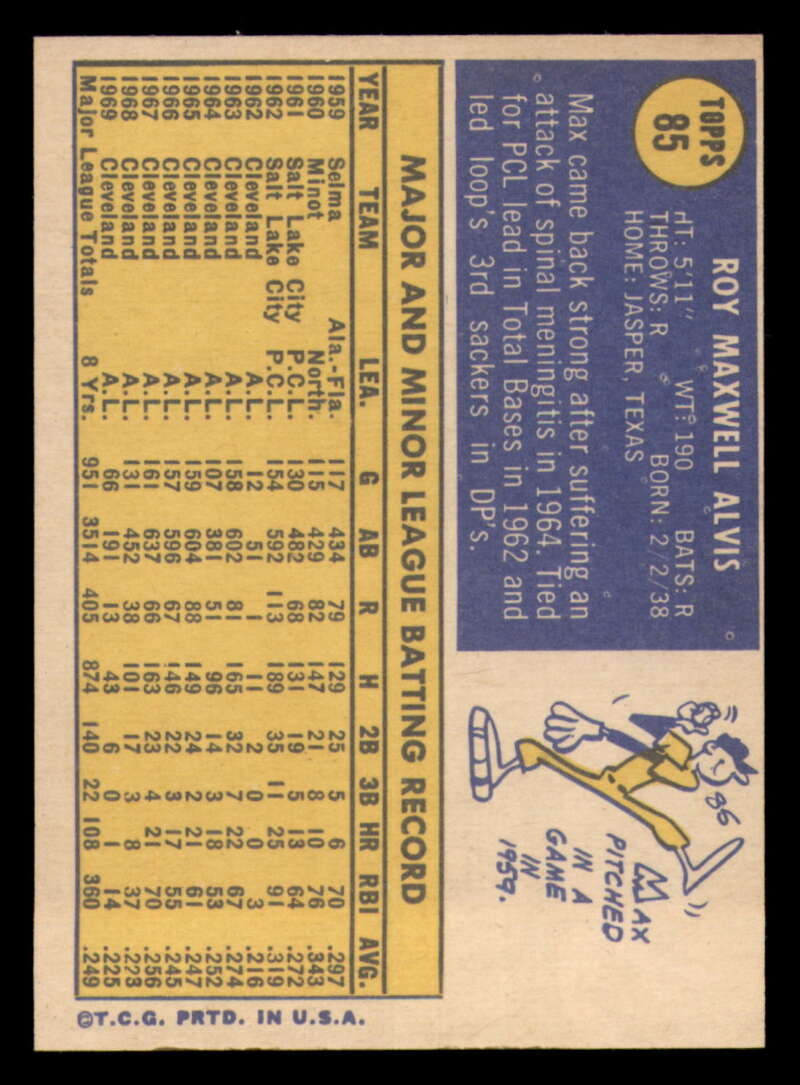 TOPPS
85
ROY MAXWELL ALVIS
HT: 5'11" WT: 190 BATS: R
THROWS: R BORN: 2/2/38
HOME: JASPER, TEXAS
Max came back strong after suffering an
attack of spinal meningitis in 1964. Tied
for PCL lead in Total Bases in 1962 and
led loop's 3rd sackers in DP's.
86
MAX
PITCHED
IN A
GAME
IN
1959.
MAJOR AND MINOR LEAGUE BATTING RECORD
YEAR TEAM LEA. G AB R H 2B 3B HR RBI AVG.
1959 Selma Ala.-Fla. 117 434 79 129 25 5 6 70 .297
1960 Minot North. 115 429 82 147 21 8 10 76 .343
1961 Salt Lake City P.C.L. 130 482 68 131 19 5 13 64 .272
1962 Salt Lake City P.C.L. 154 592 113 189 35 11 25 91 .319
1962 Cleveland A.L. 12 51 1 11 2 0 0 3 .216
1963 Cleveland A.L. 158 602 81 165 32 7 22 67 .274
1964 Cleveland A.L. 107 381 51 96 14 3 18 53 .252
1965 Cleveland A.L. 159 604 88 149 24 2 21 61 .247
1966 Cleveland A.L. 157 596 67 146 22 3 17 55 .245
1967 Cleveland A.L. 161 637 66 163 23 4 21 70 .256
1968 Cleveland A.L. 131 452 38 101 17 3 8 37 .223
1969 Cleveland A.L. 66 191 13 43 6 0 1 14 .225
Major League Totals 8 Yrs. 951 3514 405 874 140 22 108 360 .249
©T.C.G. PRTD. IN U.S.A.